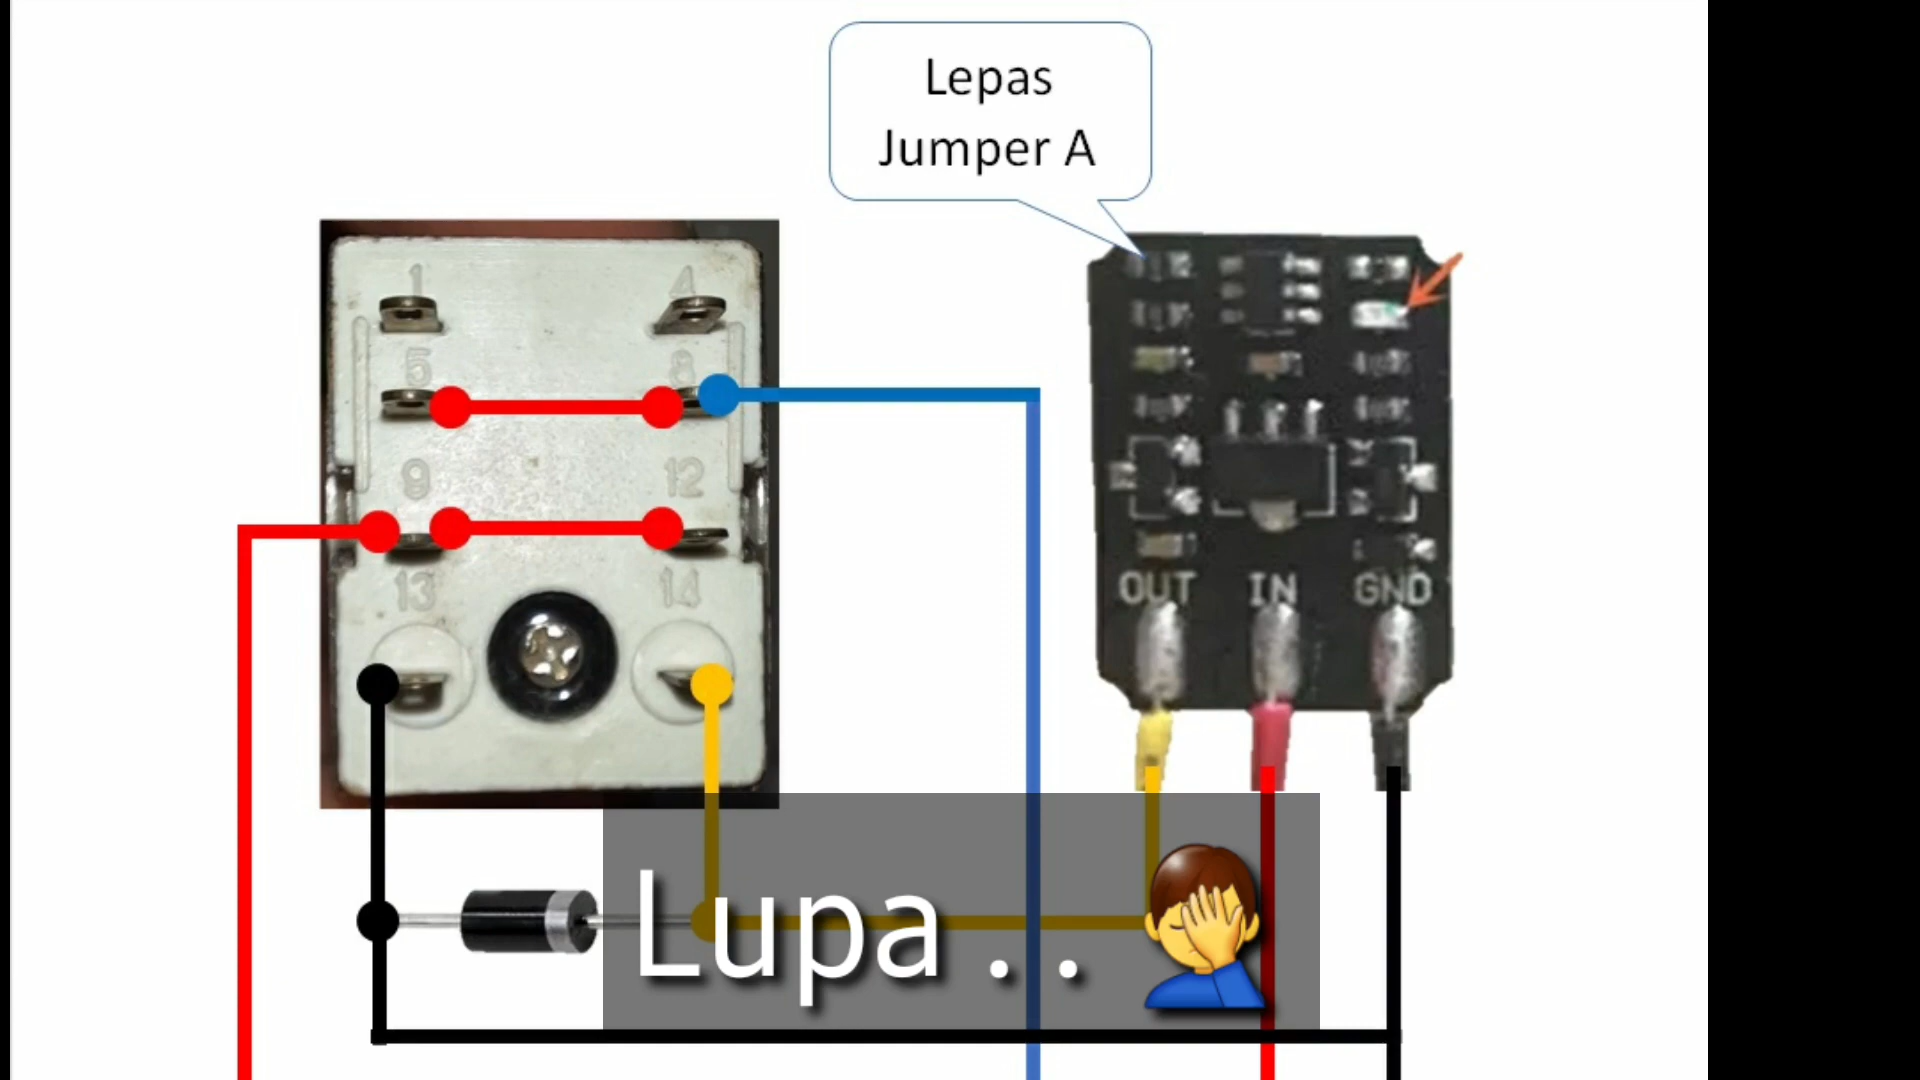 Lepas
Jumper A
1 4
5 8
9 12
13 14
OUT IN GND
Lupa . . 🤦‍♂️